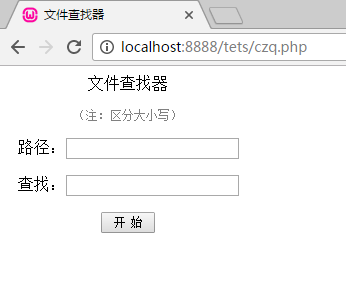 文件查找器
localhost:8888/tets/czq.php
文件查找器
（注：区分大小写）
路径：
查找：
开 始